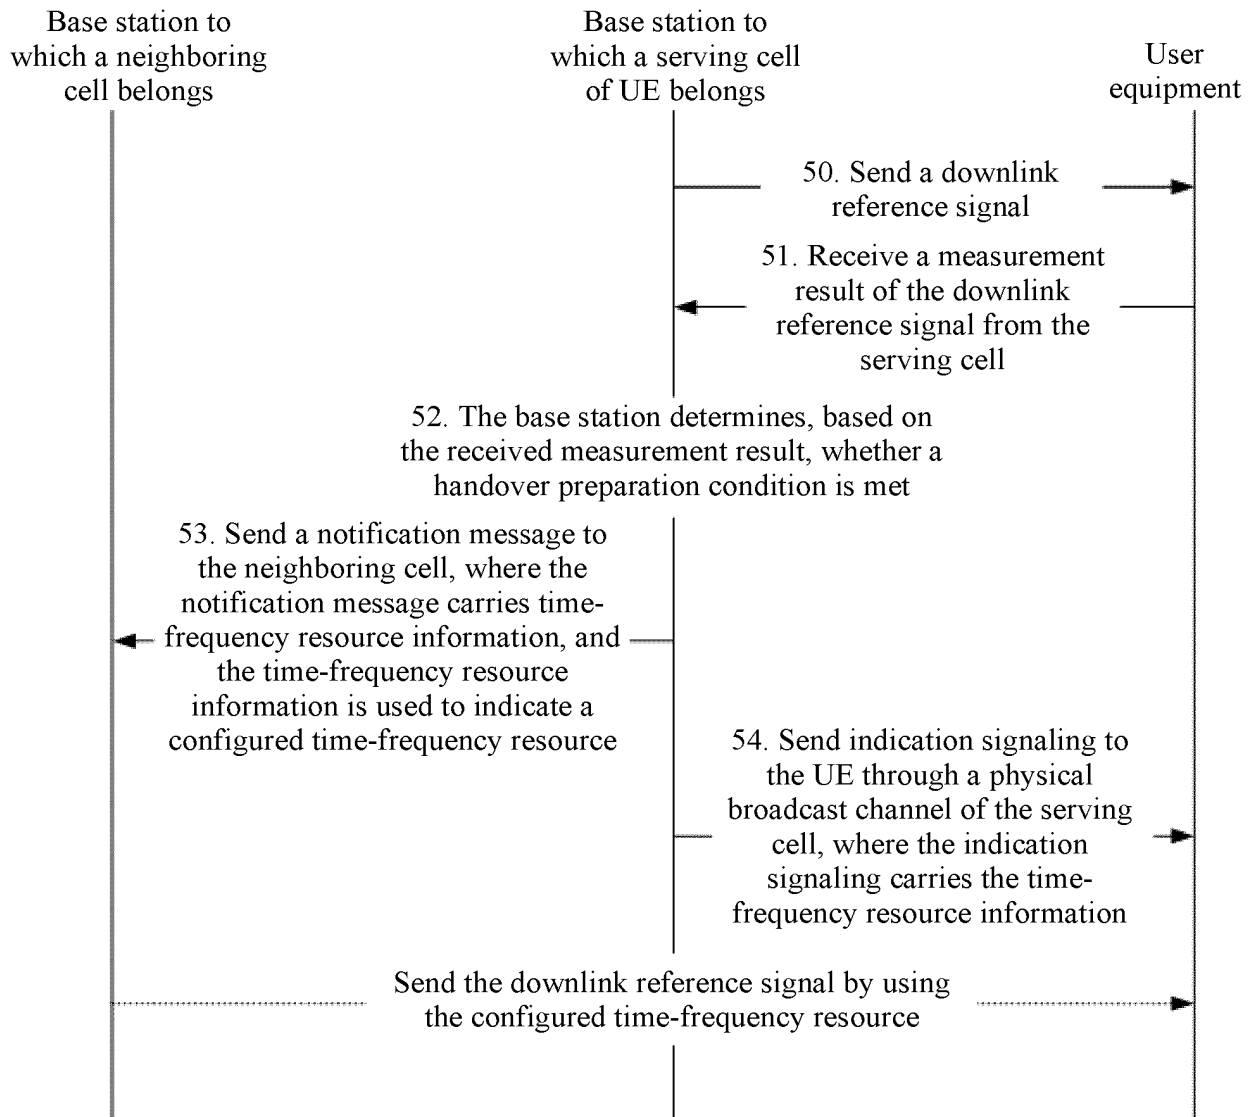 Base station to
which a neighboring
cell belongs
Base station to
which a serving cell
of UE belongs
User
equipment
50. Send a downlink
reference signal
51. Receive a measurement
result of the downlink
reference signal from the
serving cell
52. The base station determines, based on
the received measurement result, whether a
handover preparation condition is met
53. Send a notification message to
the neighboring cell, where the
notification message carries time-
frequency resource information, and
the time-frequency resource
information is used to indicate a
configured time-frequency resource
54. Send indication signaling to
the UE through a physical
broadcast channel of the serving
cell, where the indication
signaling carries the time-
frequency resource information
Send the downlink reference signal by using
the configured time-frequency resource